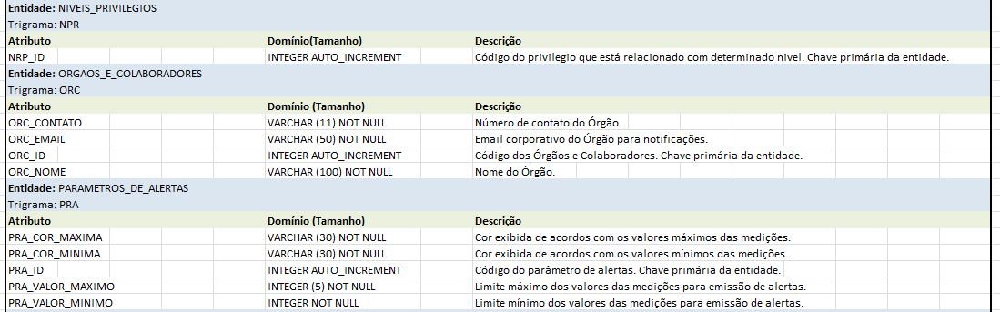 Entidade: NIVEIS_PRIVILEGIOS
Trigrama: NPR
Atributo Domínio(Tamanho) Descrição
NRP_ID INTEGER AUTO_INCREMENT Código do privilegio que está relacionado com determinado nivel. Chave primária da entidade.
Entidade: ORGAOS_E_COLABORADORES
Trigrama: ORC
Atributo Domínio (Tamanho) Descrição
ORC_CONTATO VARCHAR (11) NOT NULL Número de contato do Órgão.
ORC_EMAIL VARCHAR (50) NOT NULL Email corporativo do Órgão para notificações.
ORC_ID INTEGER AUTO_INCREMENT Código dos Órgãos e Colaboradores. Chave primária da entidade.
ORC_NOME VARCHAR (100) NOT NULL Nome do Órgão.
Entidade: PARAMETROS_DE_ALERTAS
Trigrama: PRA
Atributo Domínio (Tamanho) Descrição
PRA_COR_MAXIMA VARCHAR (30) NOT NULL Cor exibida de acordos com os valores máximos das medições.
PRA_COR_MINIMA VARCHAR (30) NOT NULL Cor exibida de acordos com os valores mínimos das medições.
PRA_ID INTEGER AUTO_INCREMENT Código do parâmetro de alertas. Chave primária da entidade.
PRA_VALOR_MAXIMO INTEGER (5) NOT NULL Limite máximo dos valores das medições para emissão de alertas.
PRA_VALOR_MINIMO INTEGER NOT NULL Limite mínimo dos valores das medições para emissão de alertas.